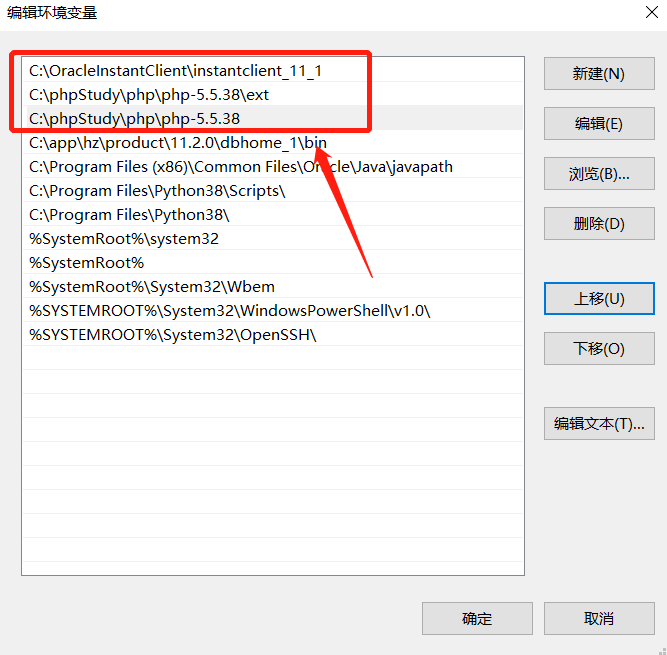 编辑环境变量
C:\OracleInstantClient\instantclient_11_1
C:\phpStudy\php\php-5.5.38\ext
C:\phpStudy\php\php-5.5.38
C:\app\hz\product\11.2.0\dbhome_1\bin
C:\Program Files (x86)\Common Files\Oracle\Java\javapath
C:\Program Files\Python38\Scripts\
C:\Program Files\Python38\
%SystemRoot%\system32
%SystemRoot%
%SystemRoot%\System32\Wbem
%SYSTEMROOT%\System32\WindowsPowerShell\v1.0\
%SYSTEMROOT%\System32\OpenSSH\
新建(N)
编辑(E)
浏览(B)...
删除(D)
上移(U)
下移(O)
编辑文本(T)...
确定
取消